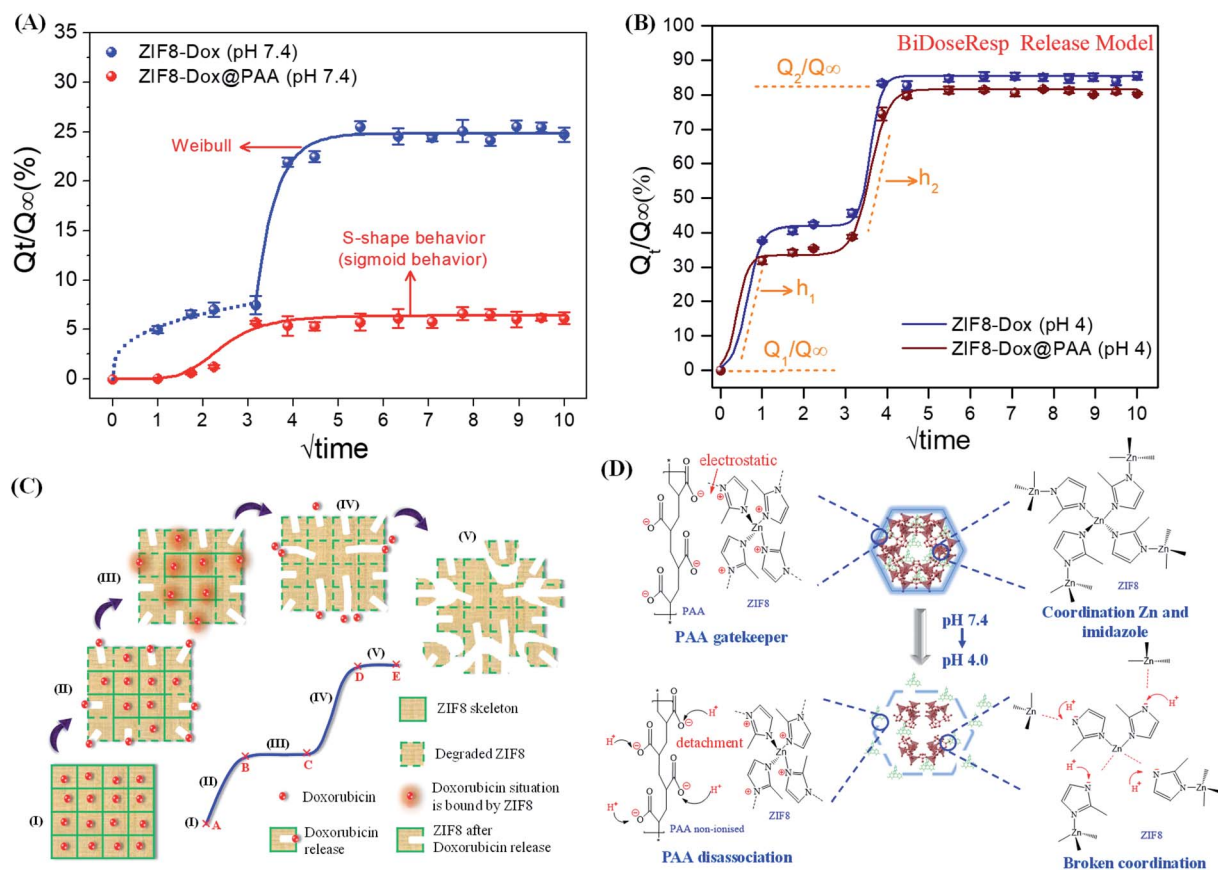 (A)
ZIF8-Dox (pH 7.4)
ZIF8-Dox@PAA (pH 7.4)
Weibull
S-shape behavior
(sigmoid behavior)
Qt/Q∞(%)
30
25
20
15
10
5
0
0 1 2 3 4 5 6 7 8 9 10
√time
(B)
BiDoseResp Release Model
Q2/Q∞
h2
h1
Q1/Q∞
ZIF8-Dox (pH 4)
ZIF8-Dox@PAA (pH 4)
Qt/Q∞(%)
100
90
80
70
60
50
40
30
20
10
0
0 1 2 3 4 5 6 7 8 9 10
√time
(C)
(I)
(II)
(III)
(IV)
(V)
(I)
A
(II)
B
(III)
C
(IV)
D
(V)
E
ZIF8 skeleton
Degraded ZIF8
Doxorubicin
Doxorubicin situation
is bound by ZIF8
Doxorubicin
release
ZIF8 after
Doxorubicin release
(D)
electrostatic
PAA
ZIF8
PAA gatekeeper
ZIF8
Coordination Zn and
imidazole
pH 7.4
pH 4.0
detachment
PAA non-ionised
ZIF8
PAA disassociation
ZIF8
Broken coordination